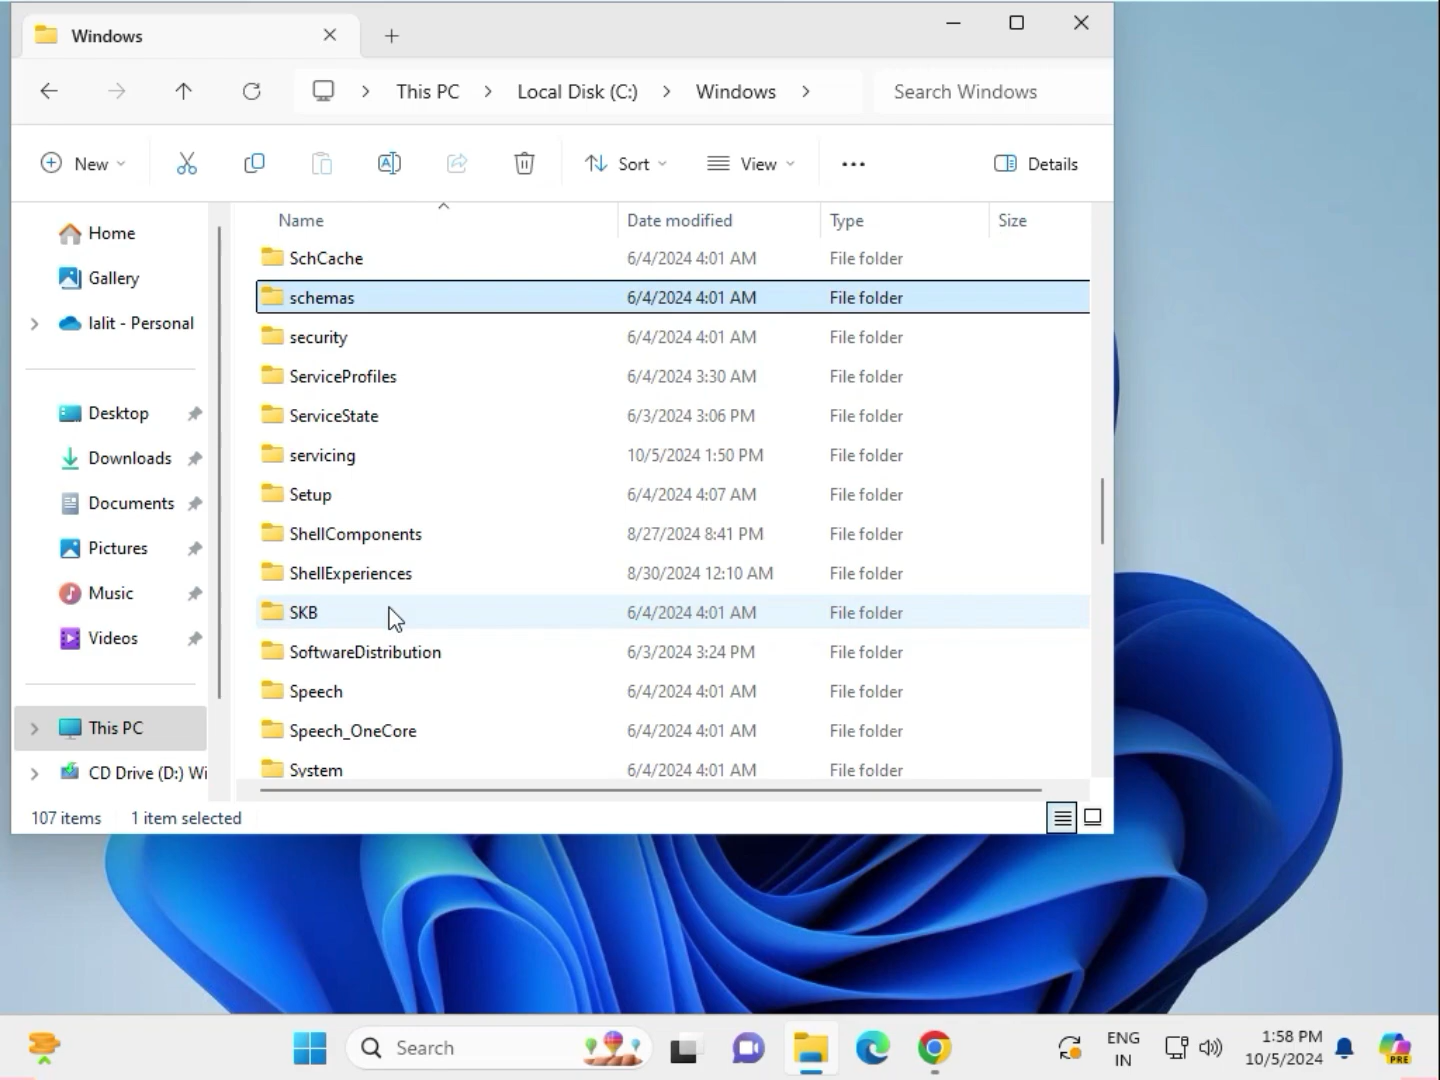 Windows
This PC
Local Disk (C:)
Windows
Search Windows
New
Sort
View
Details
Name
Date modified
Type
Size
Home
Gallery
lalit - Personal
Desktop
Downloads
Documents
Pictures
Music
Videos
This PC
CD Drive (D:) Wi
SchCache 6/4/2024 4:01 AM File folder
schemas 6/4/2024 4:01 AM File folder
security 6/4/2024 4:01 AM File folder
ServiceProfiles 6/4/2024 3:30 AM File folder
ServiceState 6/3/2024 3:06 PM File folder
servicing 10/5/2024 1:50 PM File folder
Setup 6/4/2024 4:07 AM File folder
ShellComponents 8/27/2024 8:41 PM File folder
ShellExperiences 8/30/2024 12:10 AM File folder
SKB 6/4/2024 4:01 AM File folder
SoftwareDistribution 6/3/2024 3:24 PM File folder
Speech 6/4/2024 4:01 AM File folder
Speech_OneCore 6/4/2024 4:01 AM File folder
System 6/4/2024 4:01 AM File folder
107 items 1 item selected
Search
ENG
IN
1:58 PM
10/5/2024
PRE